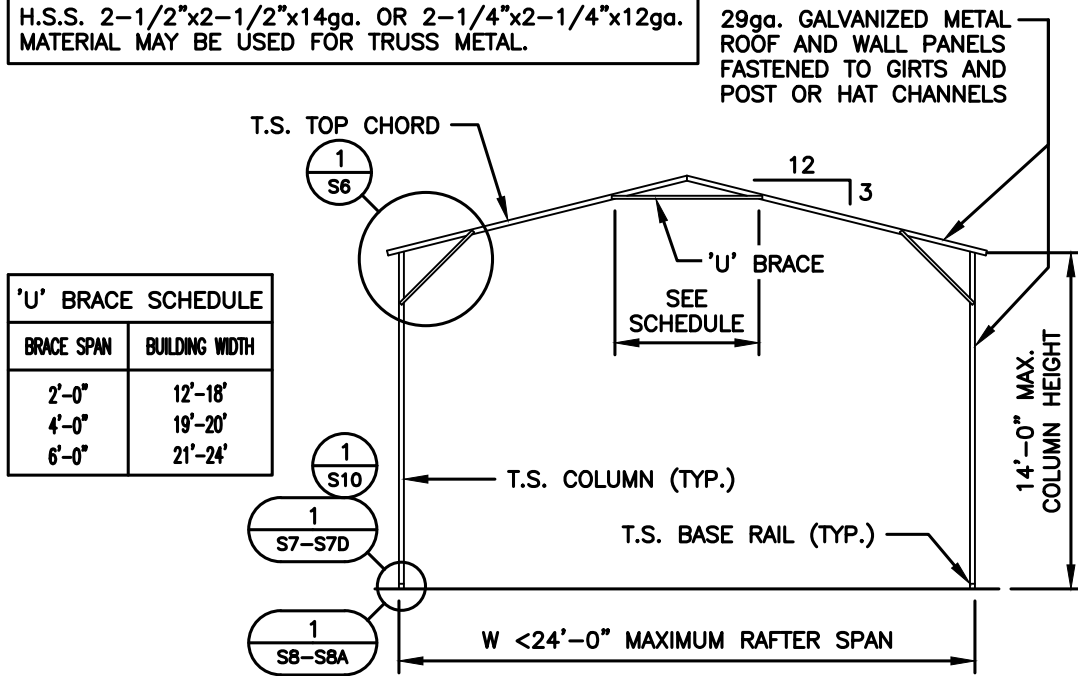 H.S.S. 2-1/2"x2-1/2"x14ga. OR 2-1/4"x2-1/4"x12ga.
MATERIAL MAY BE USED FOR TRUSS METAL.
29ga. GALVANIZED METAL
ROOF AND WALL PANELS
FASTENED TO GIRTS AND
POST OR HAT CHANNELS
T.S. TOP CHORD
1
S6
12
3
'U' BRACE
SEE
SCHEDULE
'U' BRACE SCHEDULE
BRACE SPAN BUILDING WIDTH
2'-0" 12'-18'
4'-0" 19'-20'
6'-0" 21'-24'
14'-0" MAX.
COLUMN HEIGHT
1
S10
T.S. COLUMN (TYP.)
1
S7-S7D
T.S. BASE RAIL (TYP.)
1
S8-S8A
W <24'-0" MAXIMUM RAFTER SPAN